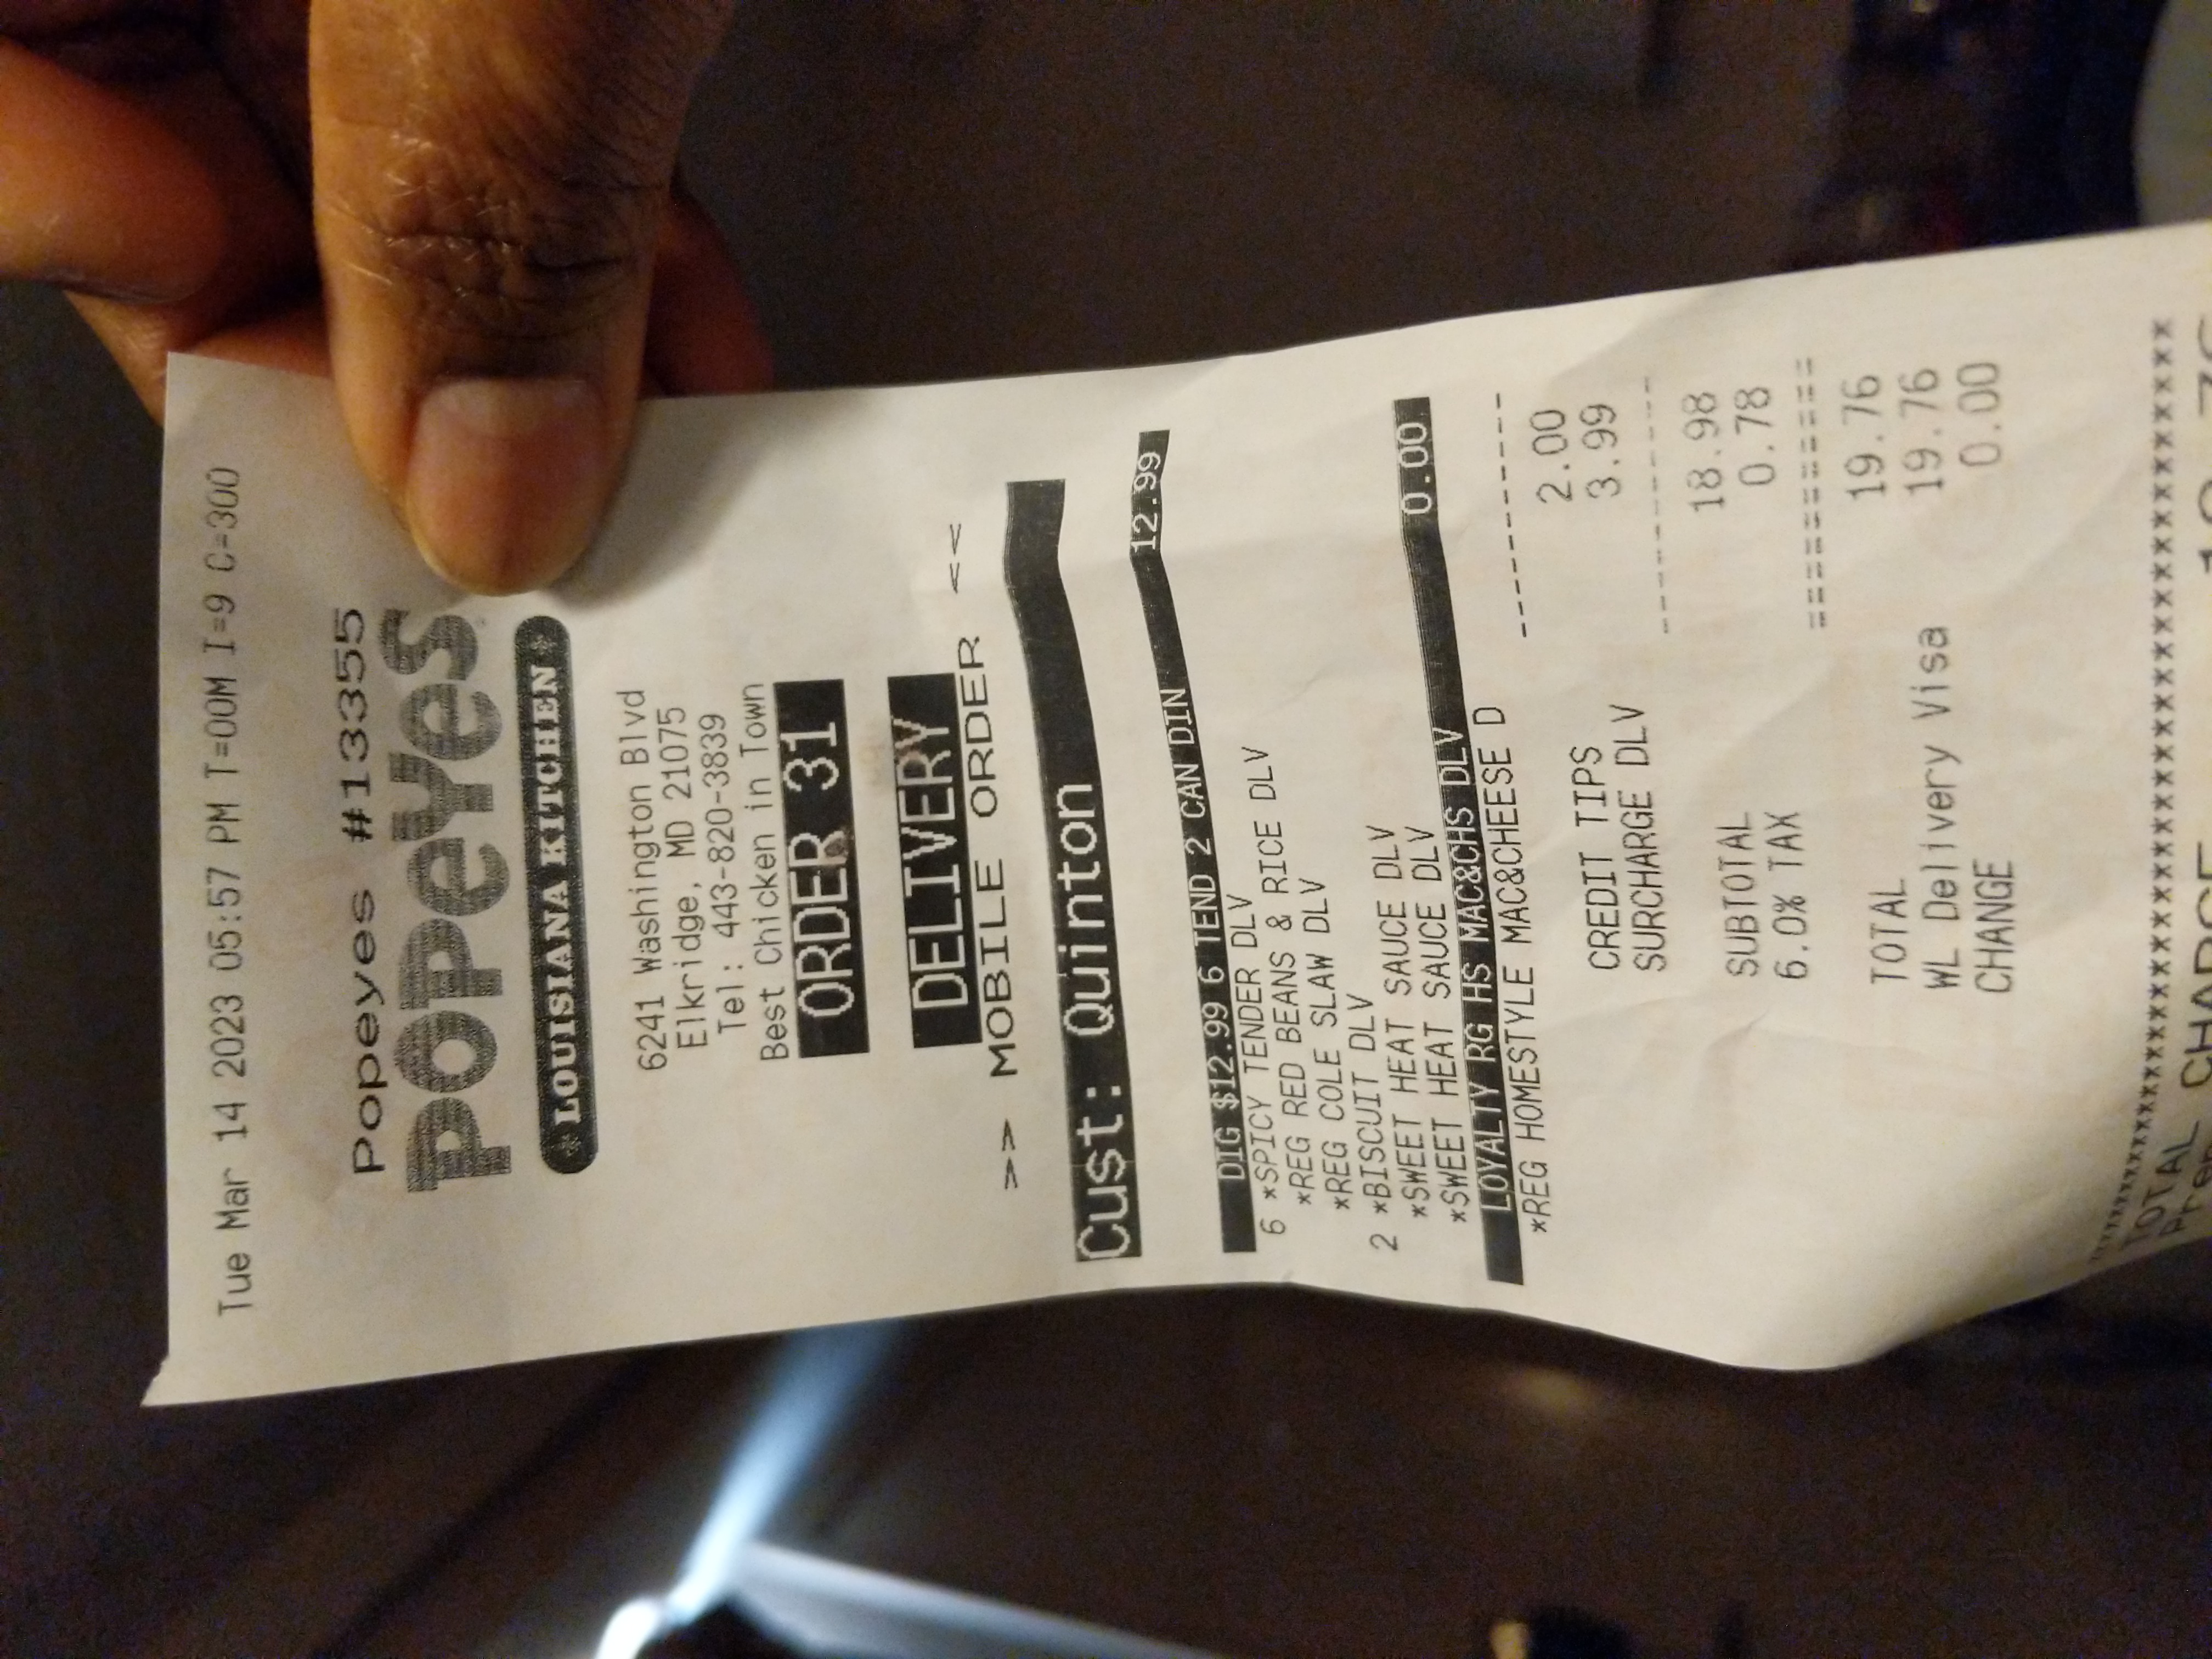 Tue Mar 14 2023 05:57 PM T=00M I=9 C=300
Popeyes #13355
POPEYES
LOUISIANA KITCHEN
6241 Washington Blvd
Elkridge, MD 21075
Tel: 443-820-3839
Best Chicken in Town
ORDER 31
DELIVERY
>> MOBILE ORDER <<
Cust: Quinton
DIG $12.99 6 TEND 2 CAN DIN 12.99
6 *SPICY TENDER DLV
*REG RED BEANS & RICE DLV
*REG COLE SLAW DLV
2 *BISCUIT DLV
*SWEET HEAT SAUCE DLV
*SWEET HEAT SAUCE DLV
LOYALTY RG HS MAC&CHS DLV 0.00
*REG HOMESTYLE MAC&CHEESE D
----------
CREDIT TIPS 2.00
SURCHARGE DLV 3.99
----------
SUBTOTAL 18.98
6.0% TAX 0.78
==========
TOTAL 19.76
WL Delivery Visa 19.76
CHANGE 0.00
****************************************
TOTAL CHARGE